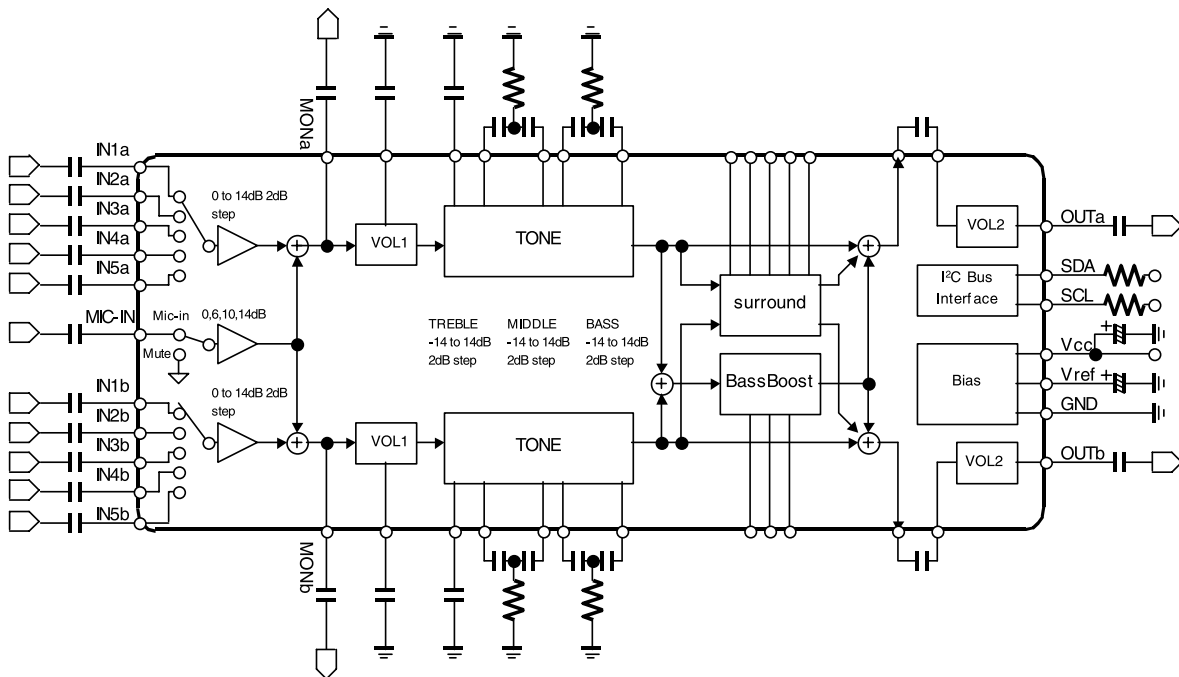 MONa
IN1a
IN2a
IN3a
IN4a
IN5a
0 to 14dB 2dB
step
VOL1
TONE
VOL2
OUTa
I²C Bus
Interface
SDA
SCL
MIC-IN
Mic-in
Mute
0,6,10,14dB
TREBLE
-14 to 14dB
2dB step
MIDDLE
-14 to 14dB
2dB step
BASS
-14 to 14dB
2dB step
surround
BassBoost
Bias
Vcc
+
Vref
+
GND
IN1b
IN2b
IN3b
IN4b
IN5b
0 to 14dB 2dB
step
VOL1
TONE
VOL2
OUTb
MONb